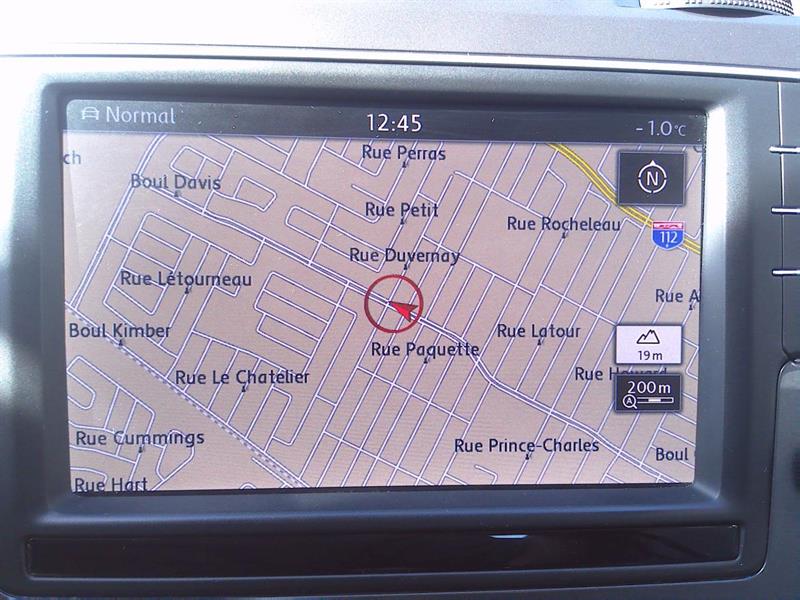 Normal
12:45
-1.0°C
ch
Rue Perras
N
Boul Davis
Rue Petit
Rue Rocheleau
112
Rue Duvernay
Rue Létourneau
Rue A
Boul Kimber
Rue Latour
19m
Rue Paquette
Rue Le Chatelier
Rue Howard
200m
A
Rue Cummings
Rue Prince-Charles
Boul
Rue Hart